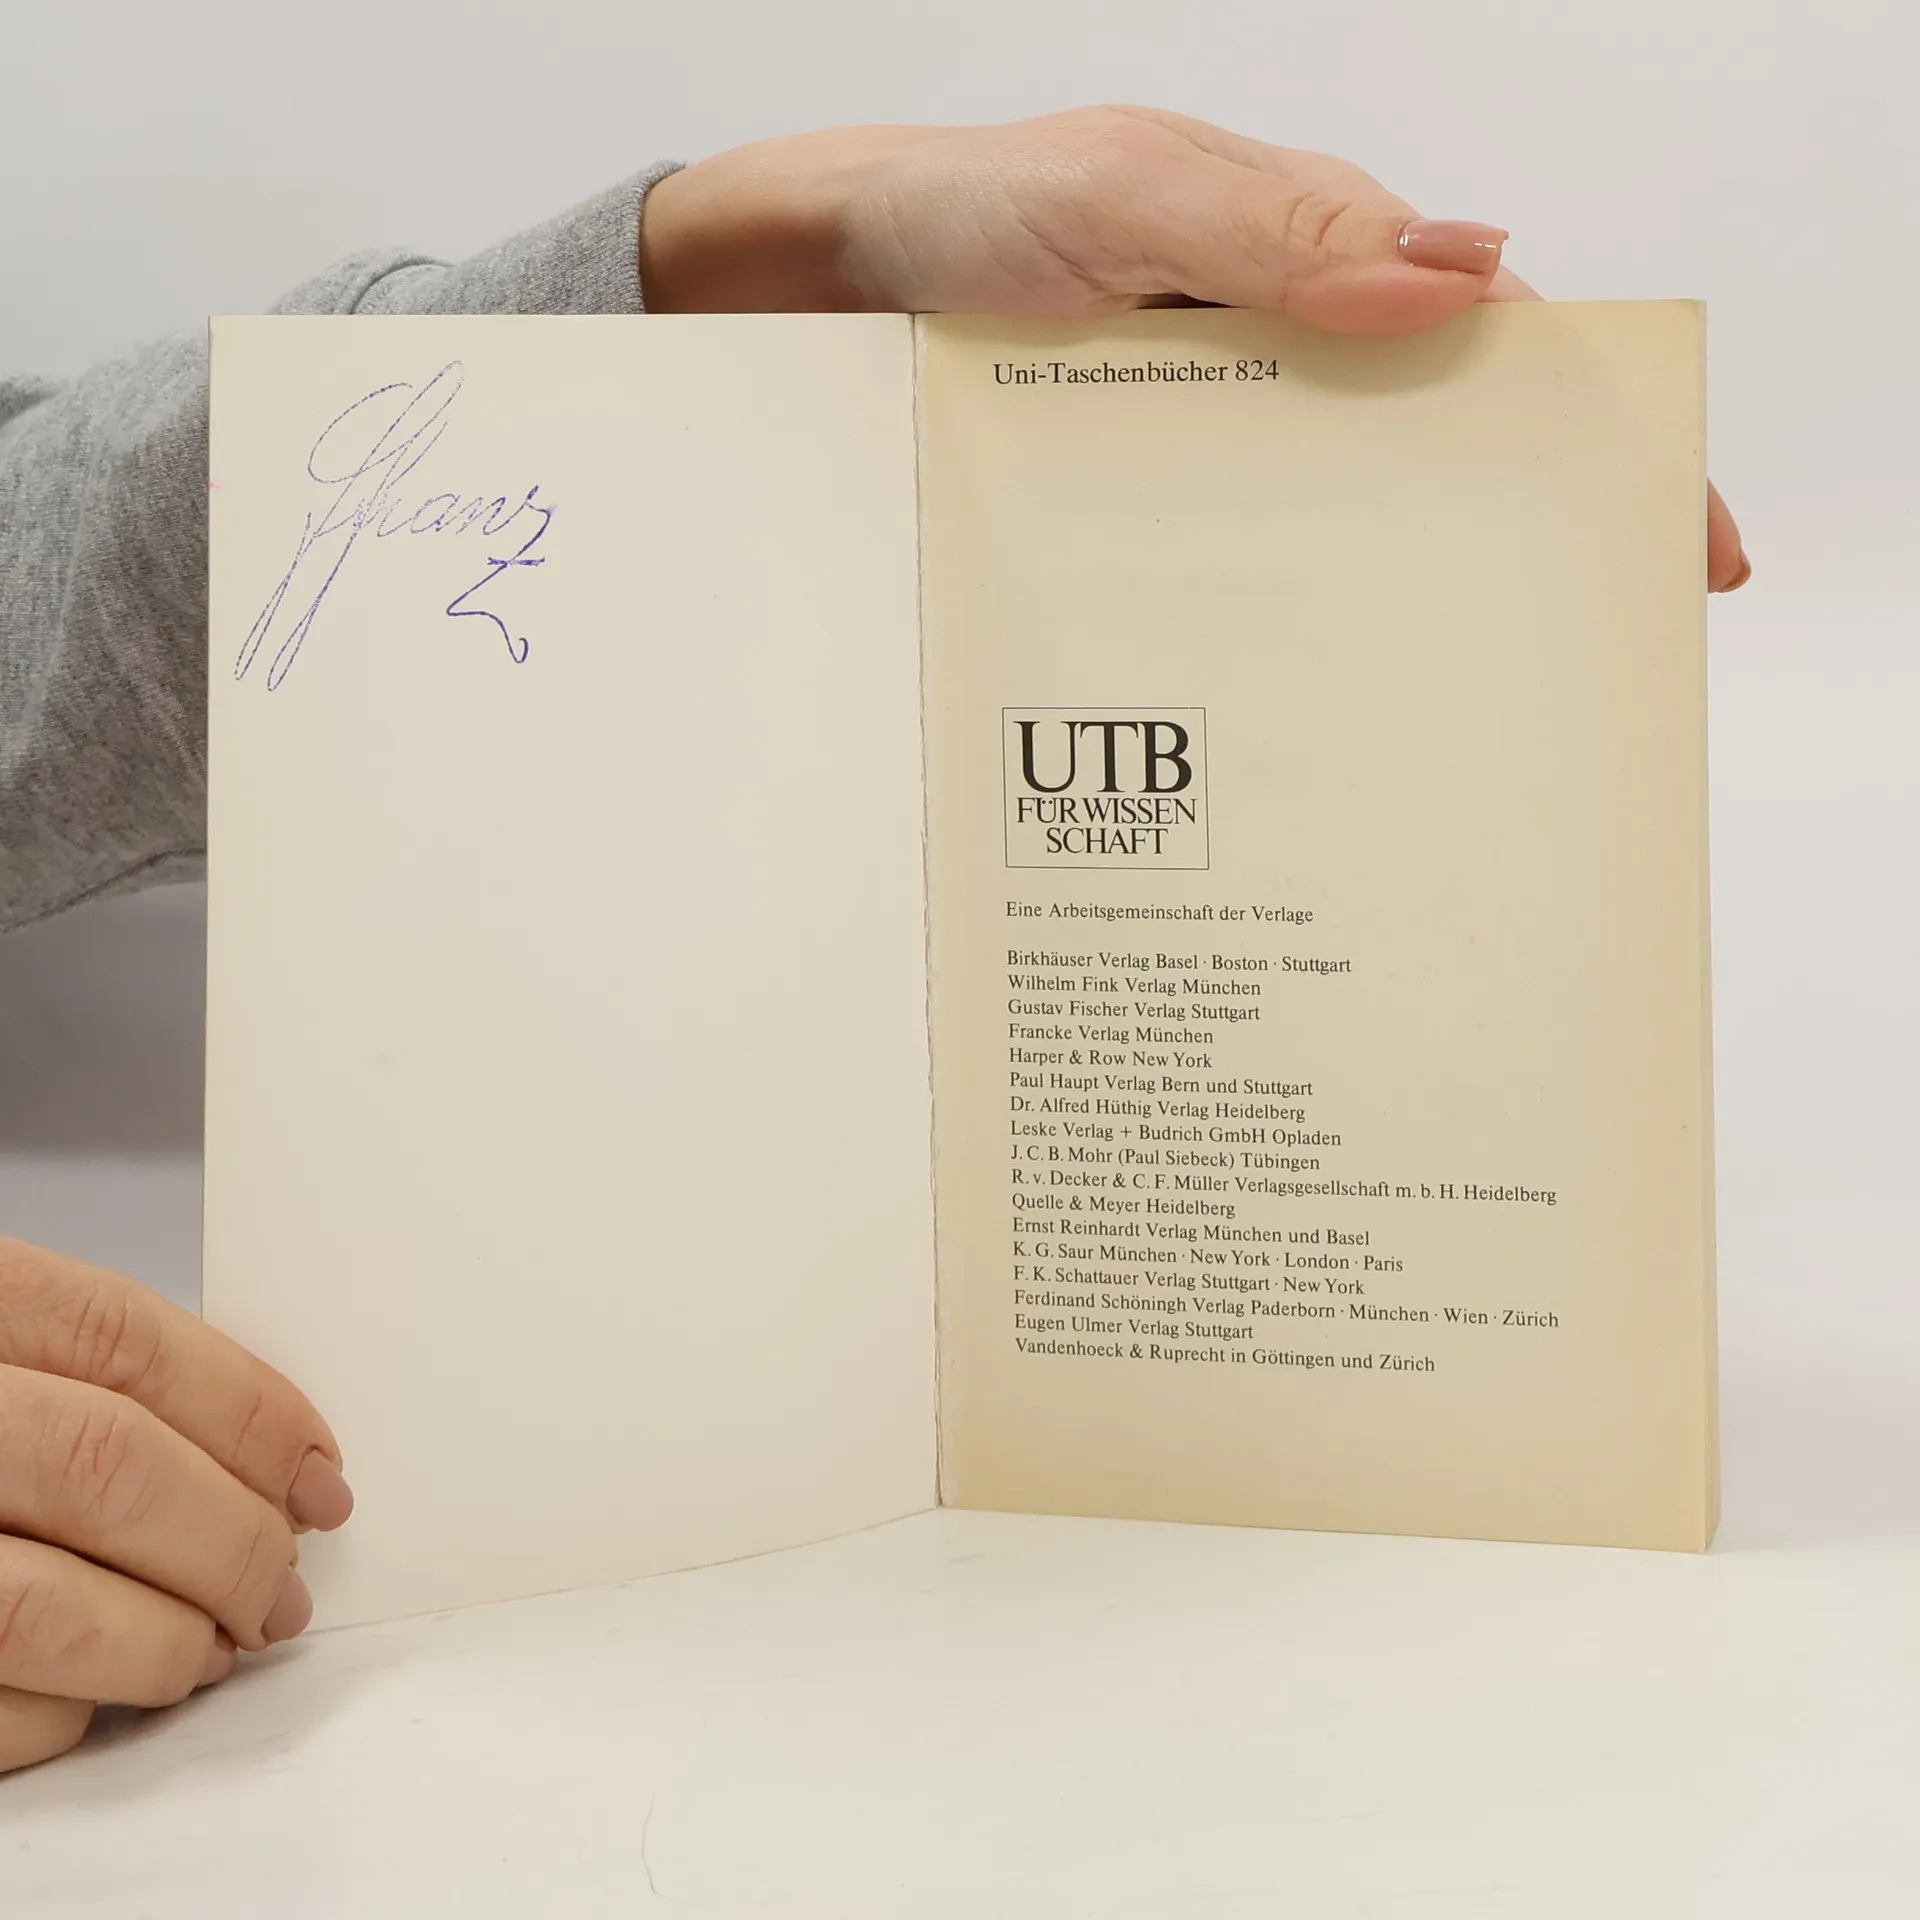 Uni-Taschenbücher 824
UTB
FÜR WISSEN
SCHAFT
Eine Arbeitsgemeinschaft der Verlage
Birkhäuser Verlag Basel · Boston · Stuttgart
Wilhelm Fink Verlag München
Gustav Fischer Verlag Stuttgart
Francke Verlag München
Harper & Row New York
Paul Haupt Verlag Bern und Stuttgart
Dr. Alfred Hüthig Verlag Heidelberg
Leske Verlag + Budrich GmbH Opladen
J. C. B. Mohr (Paul Siebeck) Tübingen
R. v. Decker & C. F. Müller Verlagsgesellschaft m. b. H. Heidelberg
Quelle & Meyer Heidelberg
Ernst Reinhardt Verlag München und Basel
K. G. Saur München · New York · London · Paris
F. K. Schattauer Verlag Stuttgart · New York
Ferdinand Schöningh Verlag Paderborn · München · Wien · Zürich
Eugen Ulmer Verlag Stuttgart
Vandenhoeck & Ruprecht in Göttingen und Zürich